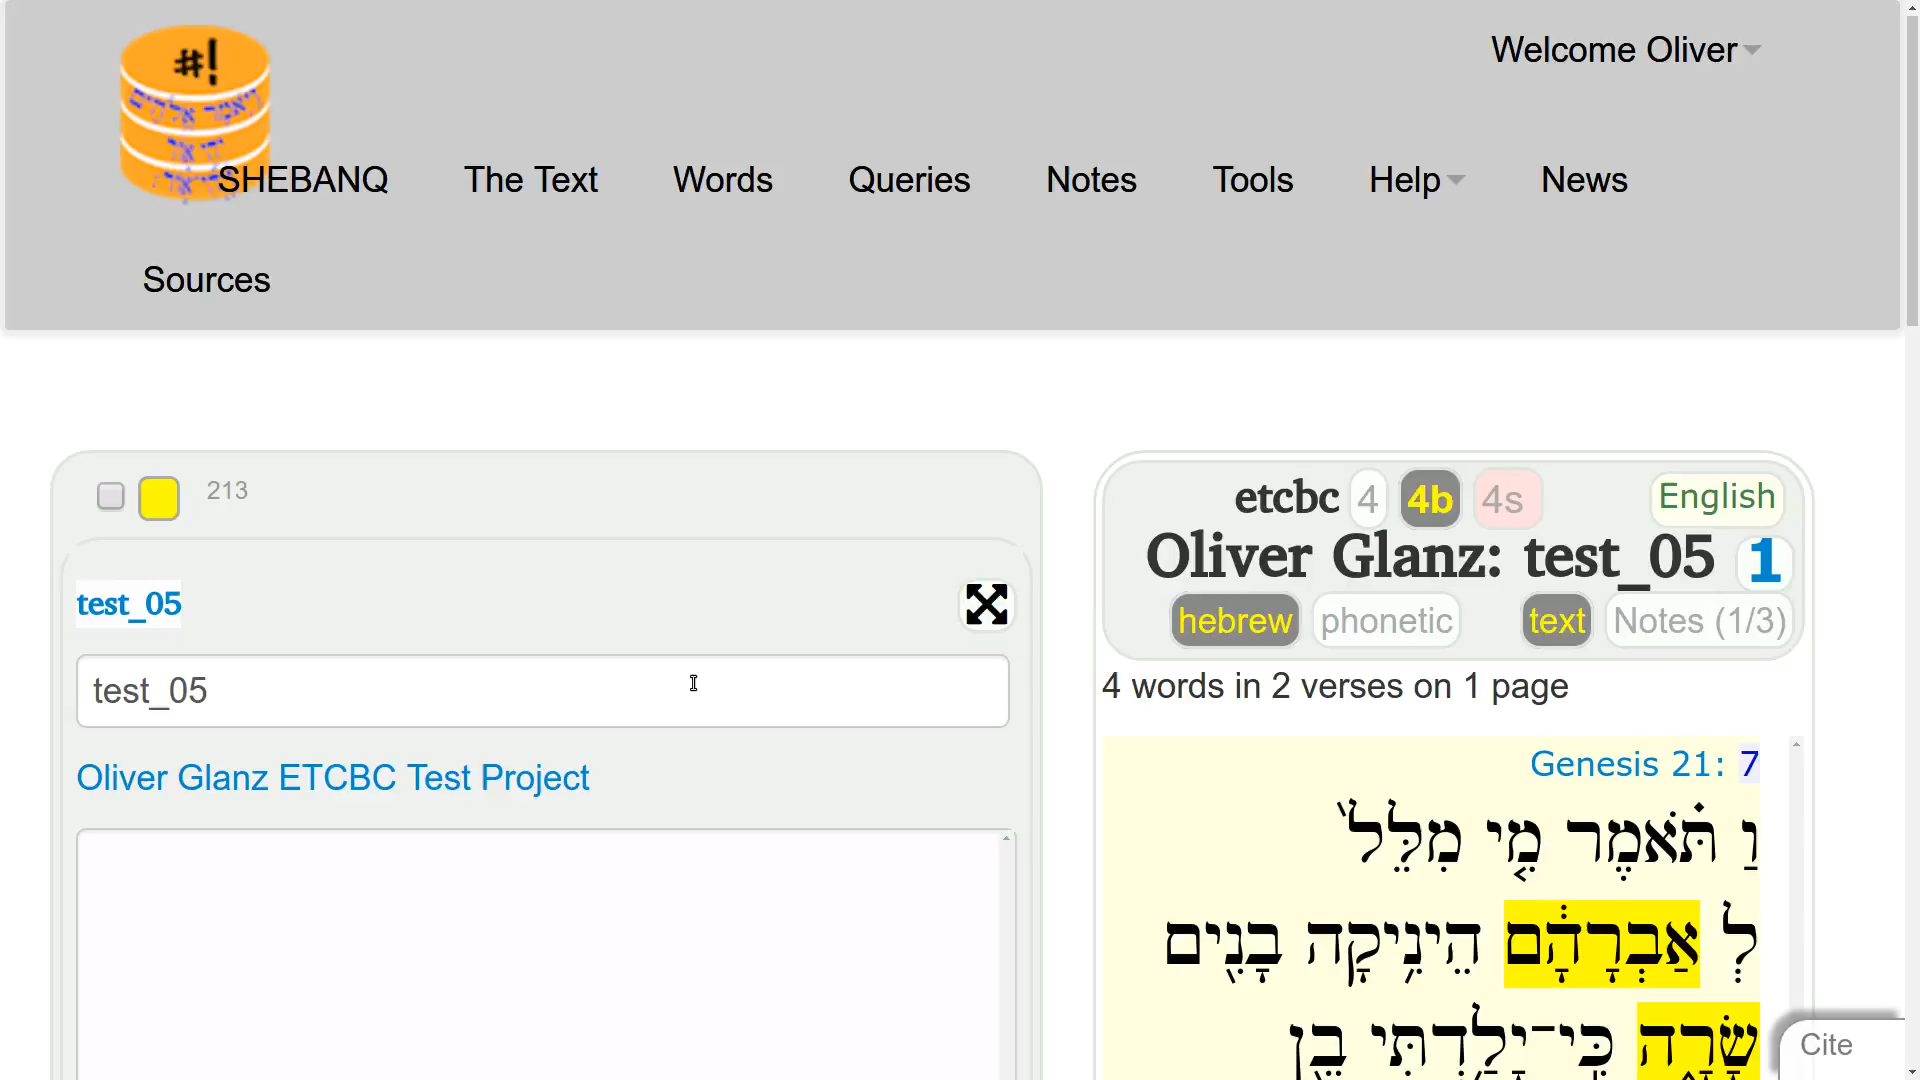 #!
Welcome Oliver
SHEBANQ The Text Words Queries Notes Tools Help News
Sources
213
test_05
test_05
Oliver Glanz ETCBC Test Project
etcbc 4 4b 4s English
Oliver Glanz: test_05 1
hebrew phonetic text Notes (1/3)
4 words in 2 verses on 1 page
Genesis 21: 7
וַ תֹּ֗אמֶר מִ֤י מִלֵּל֙
לְ אַבְרָהָ֔ם הֵינִ֥יקָה בָנִ֖ים
שָׂרָ֑ה כִּֽי־יָלַ֥דְתִּי בֵ֖ן
Cite